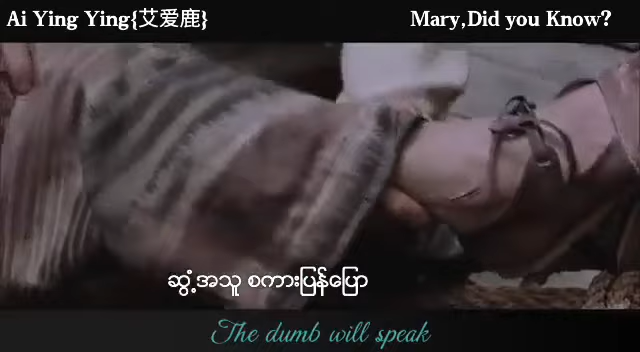 Ai Ying Ying{艾爱鹿}
Mary,Did you Know?
ဆွံ့အသူ စကားပြန်ပြော
The dumb will speak